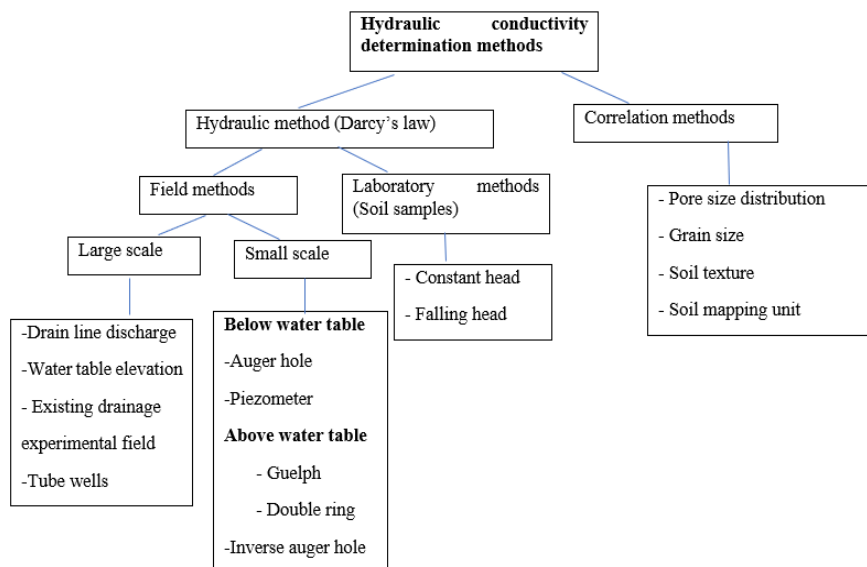 Hydraulic conductivity
determination methods
Hydraulic method (Darcy’s law)
Correlation methods
Field methods
Laboratory methods
(Soil samples)
Large scale
Small scale
- Pore size distribution
- Grain size
- Soil texture
- Soil mapping unit
- Constant head
- Falling head
-Drain line discharge
-Water table elevation
- Existing drainage
experimental field
-Tube wells
Below water table
-Auger hole
-Piezometer
Above water table
- Guelph
- Double ring
-Inverse auger hole